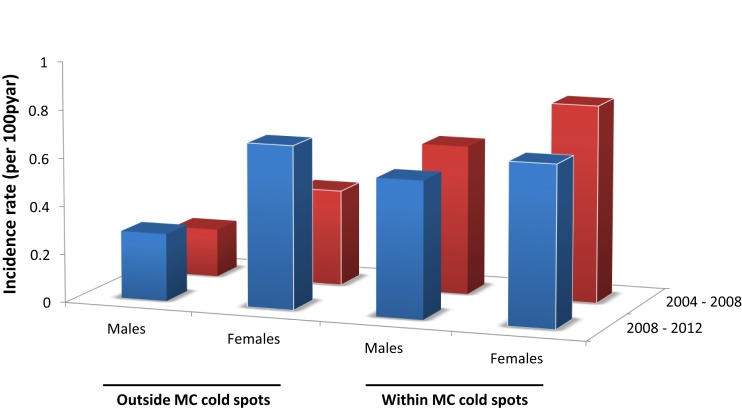 Incidence rate (per 100pyar)
1
0.8
0.6
0.4
0.2
0
Males
Females
Males
Females
2004 - 2008
2008 - 2012
Outside MC cold spots
Within MC cold spots